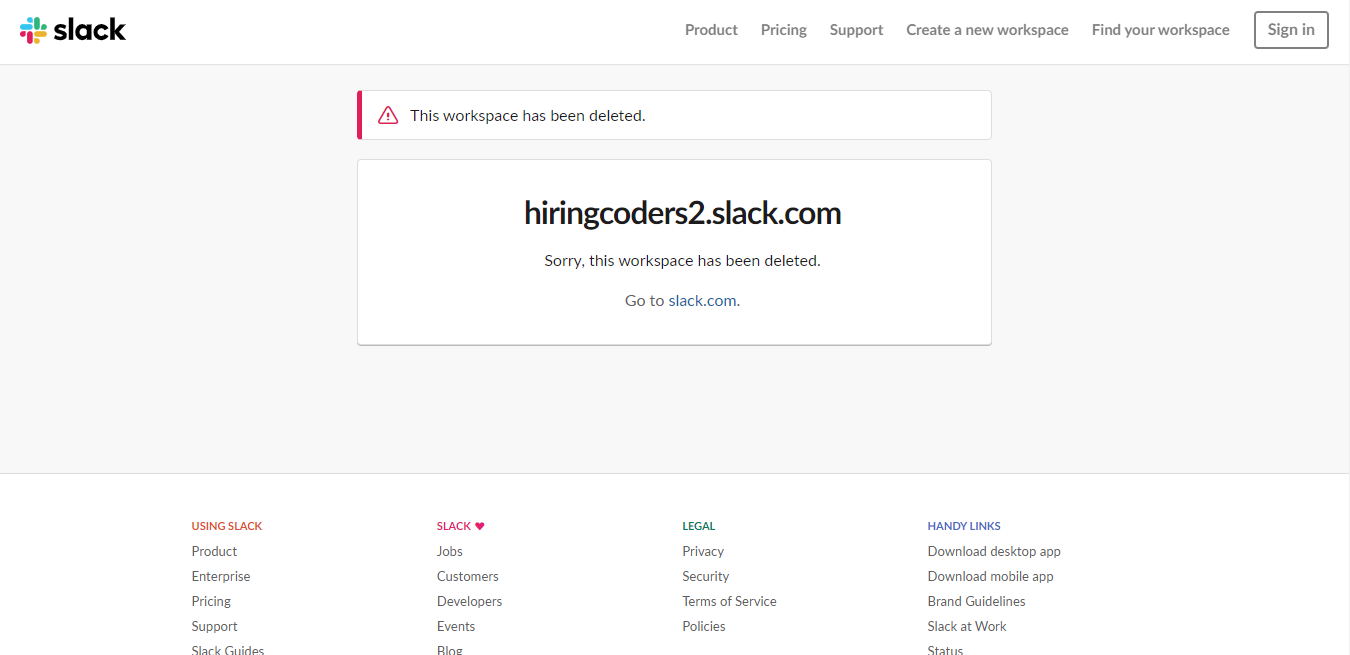 slack
Product Pricing Support Create a new workspace Find your workspace Sign in
This workspace has been deleted.
hiringcoders2.slack.com
Sorry, this workspace has been deleted.
Go to slack.com.
USING SLACK
Product
Enterprise
Pricing
Support
Slack Guides
SLACK
Jobs
Customers
Developers
Events
Blog
LEGAL
Privacy
Security
Terms of Service
Policies
HANDY LINKS
Download desktop app
Download mobile app
Brand Guidelines
Slack at Work
Status